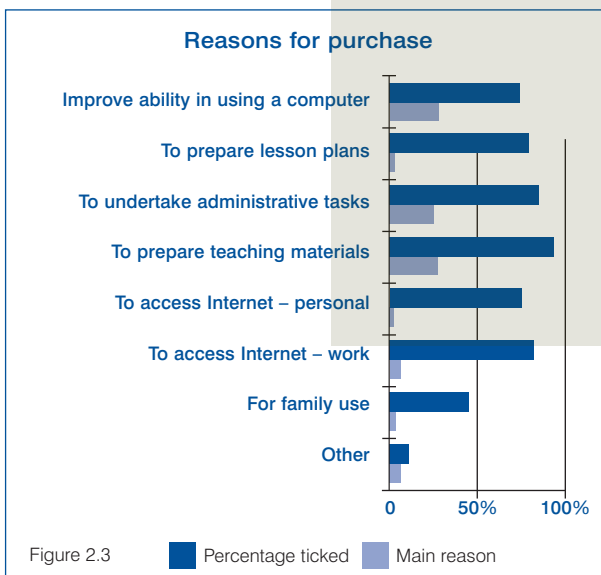 Reasons for purchase
Improve ability in using a computer
To prepare lesson plans
To undertake administrative tasks
To prepare teaching materials
To access Internet – personal
To access Internet – work
For family use
Other
0 50% 100%
Figure 2.3 Percentage ticked Main reason